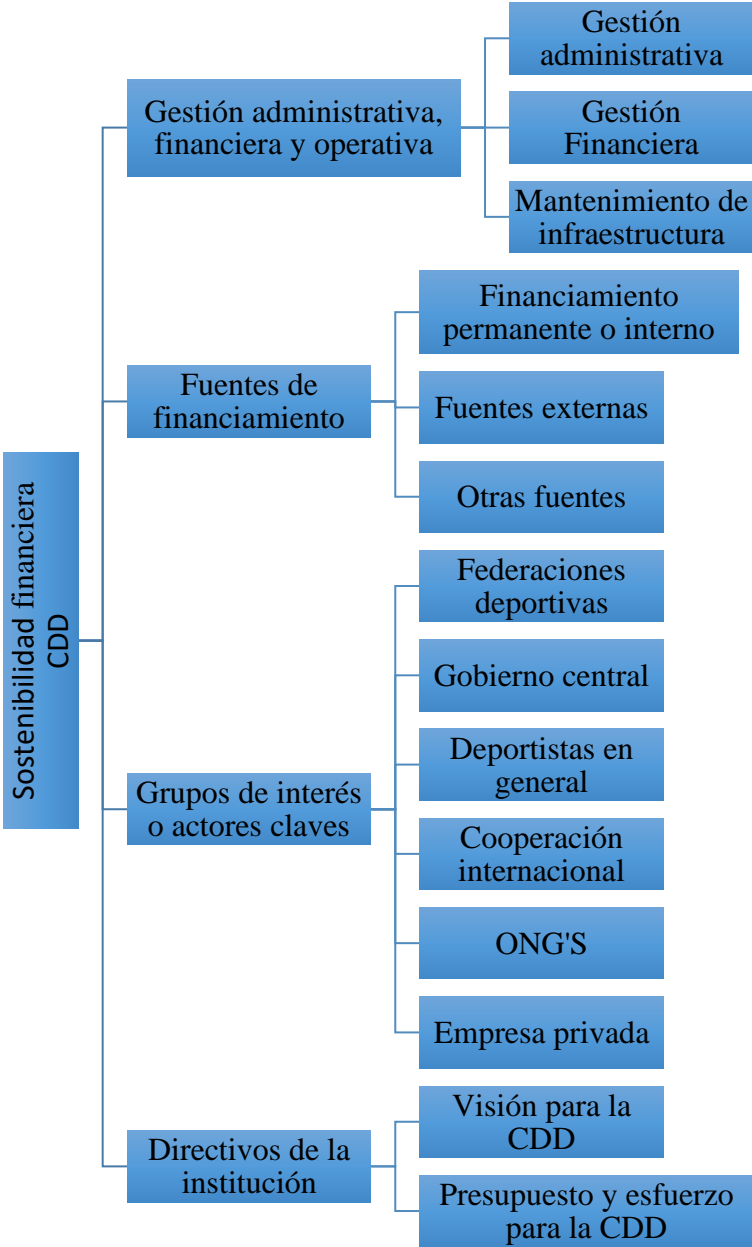 Sostenibilidad financiera
CDD
Gestión administrativa,
financiera y operativa
Gestión
administrativa
Gestión
Financiera
Mantenimiento de
infraestructura
Fuentes de
financiamiento
Financiamiento
permanente o interno
Fuentes externas
Otras fuentes
Grupos de interés
o actores claves
Federaciones
deportivas
Gobierno central
Deportistas en
general
Cooperación
internacional
ONG'S
Empresa privada
Directivos de la
institución
Visión para la
CDD
Presupuesto y esfuerzo
para la CDD